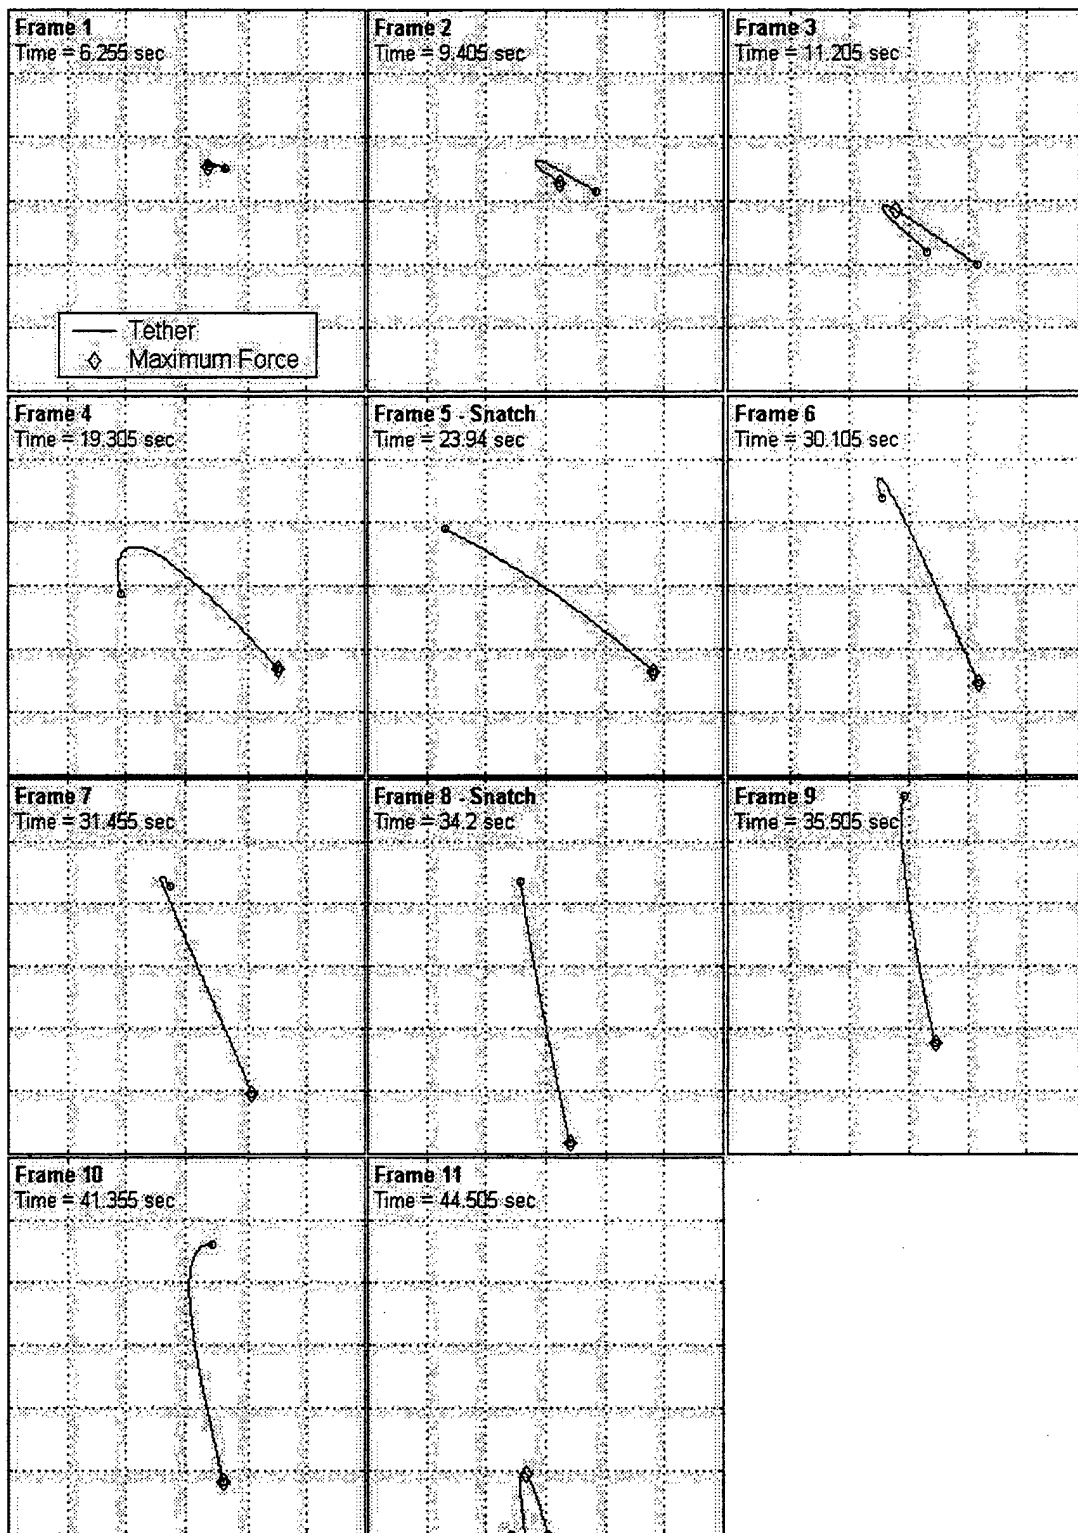 Frame 1
Time = 6.255 sec
Frame 2
Time = 9.405 sec
Frame 3
Time = 11.205 sec
Tether
Maximum Force
Frame 4
Time = 19.305 sec
Frame 5 - Snatch
Time = 23.94 sec
Frame 6
Time = 30.105 sec
Frame 7
Time = 31.455 sec
Frame 8 - Snatch
Time = 34.2 sec
Frame 9
Time = 35.505 sec
Frame 10
Time = 41.355 sec
Frame 11
Time = 44.505 sec